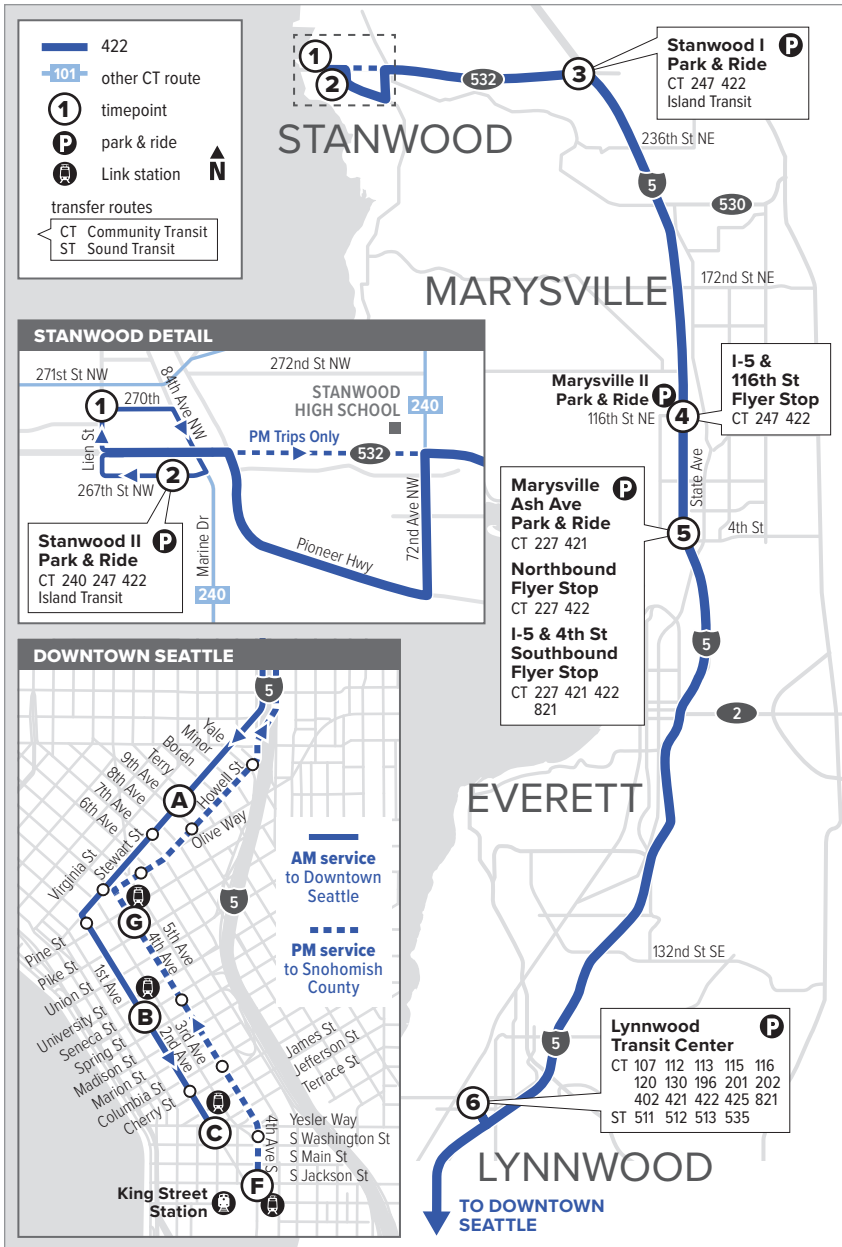 422
101
other CT route
1
timepoint
P
park & ride
Link station
N
transfer routes
CT Community Transit
ST Sound Transit
1
2
532
3
Stanwood I
Park & Ride
P
CT 247 422
Island Transit
STANWOOD
236th St NE
5
530
MARYSVILLE
172nd St NE
Marysville II
Park & Ride
P
116th St NE
4
I-5 &
116th St
Flyer Stop
CT 247 422
State Ave
Marysville
Ash Ave
Park & Ride
P
CT 227 421
Northbound
Flyer Stop
CT 227 422
I-5 & 4th St
Southbound
Flyer Stop
CT 227 421 422
821
5
4th St
5
2
EVERETT
132nd St SE
5
Lynnwood
Transit Center
P
CT 107 112 113 115 116
120 130 196 201 202
402 421 422 425 821
ST 511 512 513 535
6
LYNNWOOD
TO DOWNTOWN
SEATTLE
STANWOOD DETAIL
271st St NW
272nd St NW
84th Ave NW
270th
1
STANWOOD
HIGH SCHOOL
240
Lien St
PM Trips Only
532
267th St NW
2
Stanwood II
Park & Ride
P
CT 240 247 422
Island Transit
Marine Dr
240
Pioneer Hwy
72nd Ave NW
DOWNTOWN SEATTLE
5
Yale
Minor
Boren
Terry
9th Ave
8th Ave
7th Ave
6th Ave
A
Howell St
Olive Way
Stewart St
Virginia St
AM service
to Downtown
Seattle
PM service
to Snohomish
County
5
G
5th Ave
4th Ave
Pine St
Pike St
Union St
University St
Seneca St
Spring St
Madison St
Marion St
Columbia St
Cherry St
1st Ave
B
2nd Ave
3rd Ave
C
James St
Jefferson St
Terrace St
4th Ave S
Yesler Way
S Washington St
S Main St
S Jackson St
F
King Street
Station